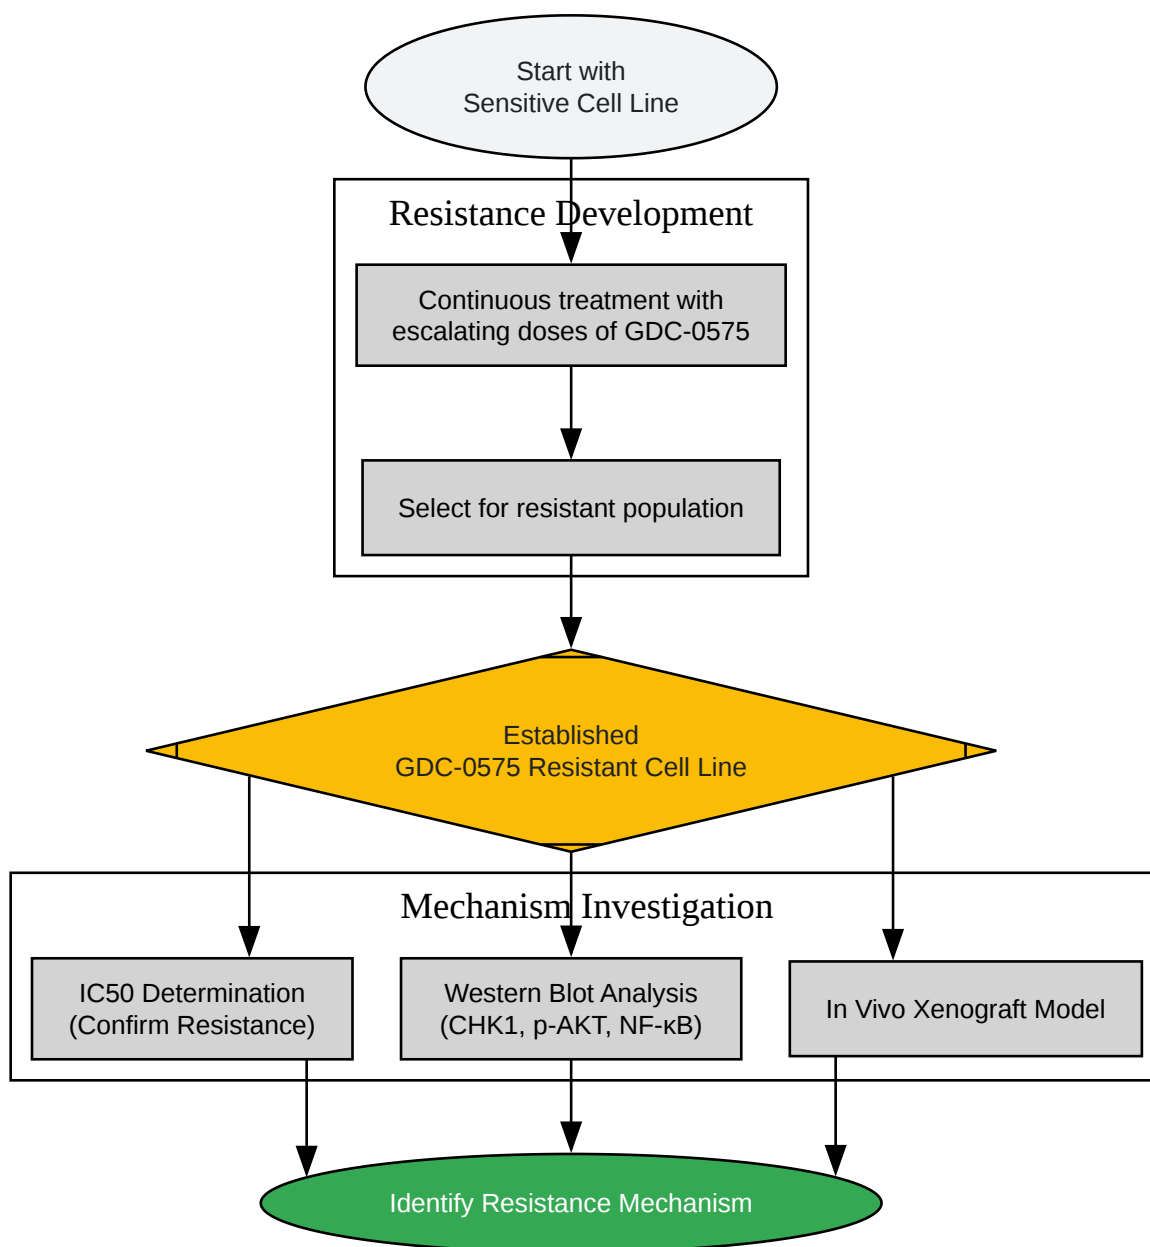 Start with
Sensitive Cell Line
Resistance Development
Continuous treatment with
escalating doses of GDC-0575
Select for resistant population
Established
GDC-0575 Resistant Cell Line
Mechanism Investigation
IC50 Determination
(Confirm Resistance)
Western Blot Analysis
(CHK1, p-AKT, NF-κB)
In Vivo Xenograft Model
Identify Resistance Mechanism